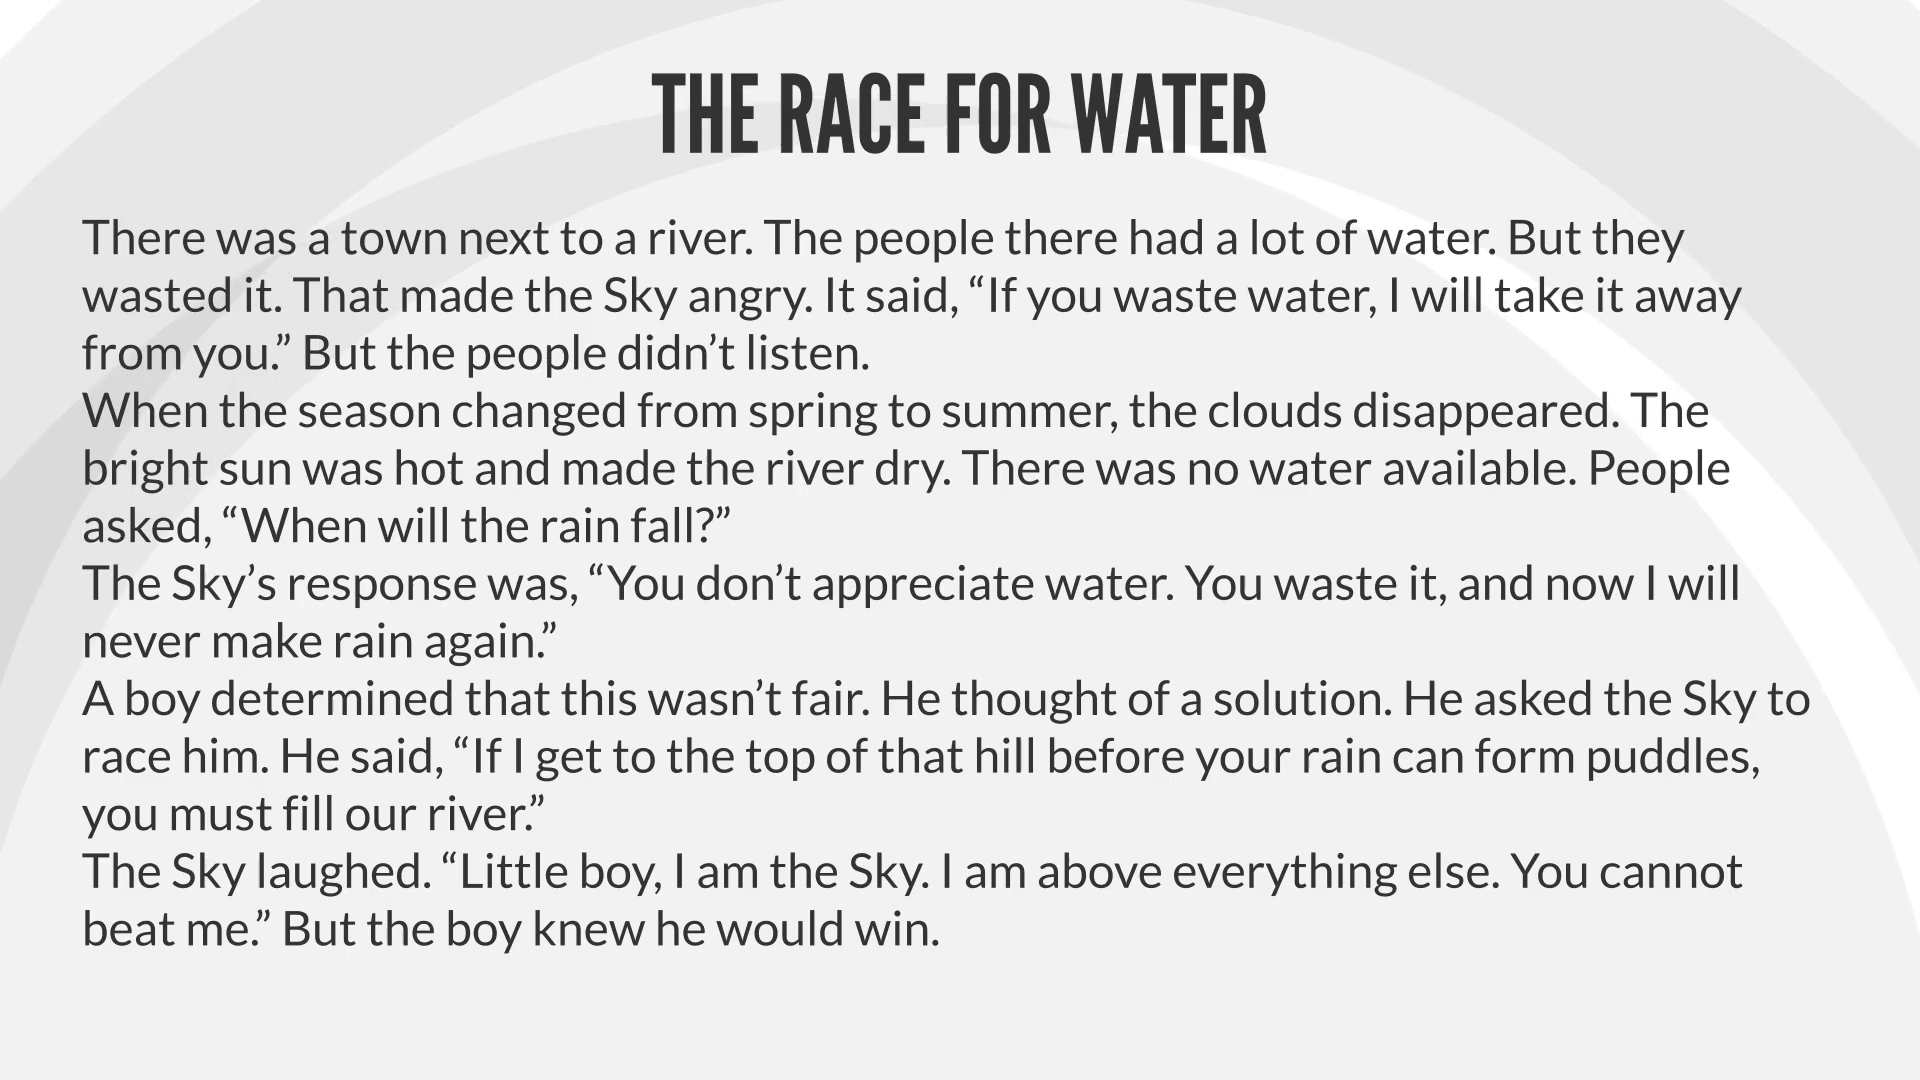 THE RACE FOR WATER
There was a town next to a river. The people there had a lot of water. But they
wasted it. That made the Sky angry. It said, “If you waste water, I will take it away
from you.” But the people didn’t listen.
When the season changed from spring to summer, the clouds disappeared. The
bright sun was hot and made the river dry. There was no water available. People
asked, “When will the rain fall?”
The Sky’s response was, “You don’t appreciate water. You waste it, and now I will
never make rain again.”
A boy determined that this wasn’t fair. He thought of a solution. He asked the Sky to
race him. He said, “If I get to the top of that hill before your rain can form puddles,
you must fill our river.”
The Sky laughed. “Little boy, I am the Sky. I am above everything else. You cannot
beat me.” But the boy knew he would win.